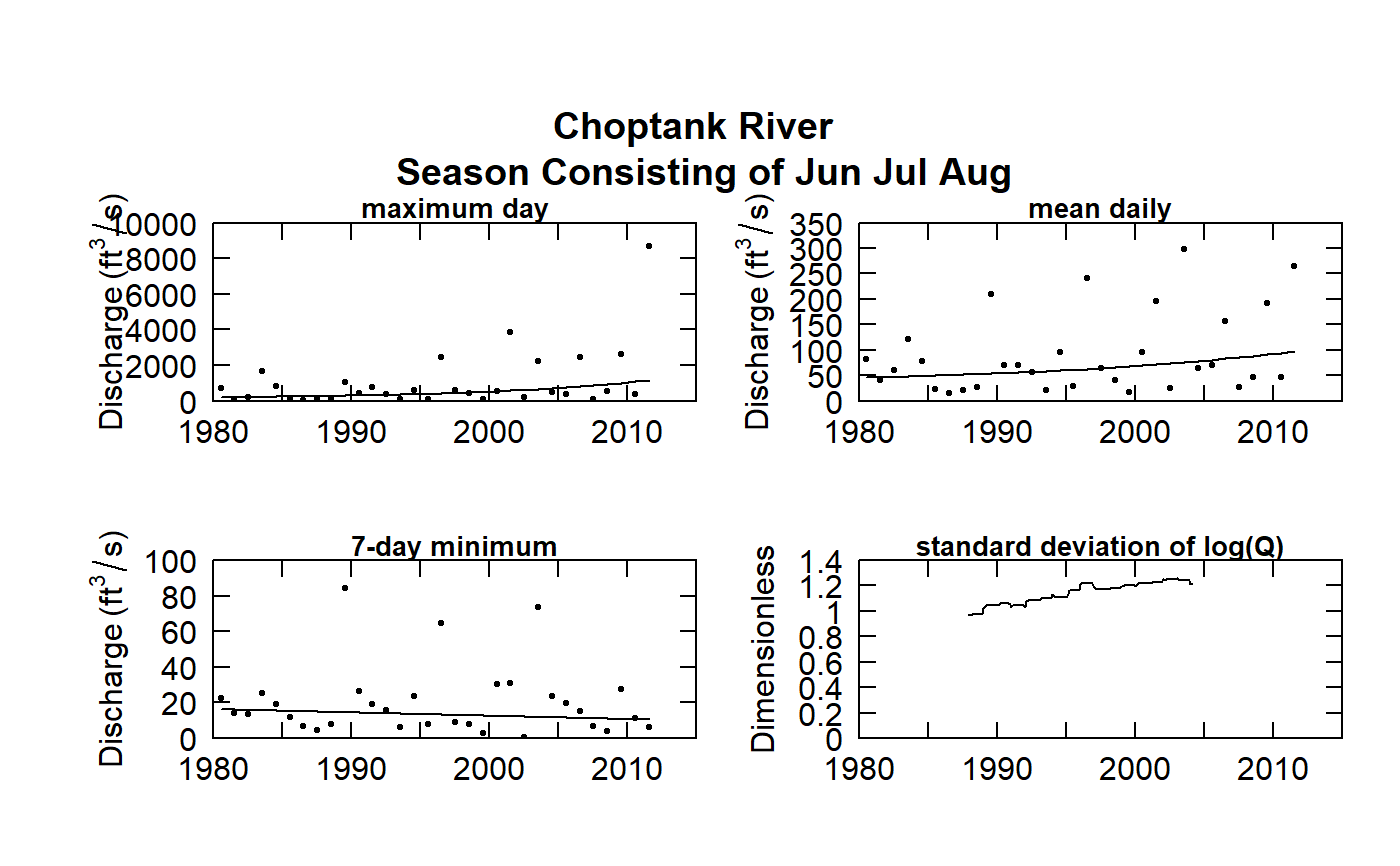 Choptank River
Season Consisting of Jun Jul Aug
maximum day
Discharge (ft³/s)
10000
8000
6000
4000
2000
0
1980 1990 2000 2010
mean daily
Discharge (ft³/s)
350
300
250
200
150
100
50
0
1980 1990 2000 2010
7-day minimum
Discharge (ft³/s)
100
80
60
40
20
0
1980 1990 2000 2010
standard deviation of log(Q)
Dimensionless
1.4
1.2
1
0.8
0.6
0.4
0.2
0
1980 1990 2000 2010